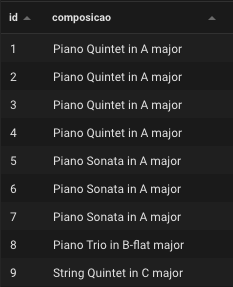 id composicao
1 Piano Quintet in A major
2 Piano Quintet in A major
3 Piano Quintet in A major
4 Piano Quintet in A major
5 Piano Sonata in A major
6 Piano Sonata in A major
7 Piano Sonata in A major
8 Piano Trio in B-flat major
9 String Quintet in C major